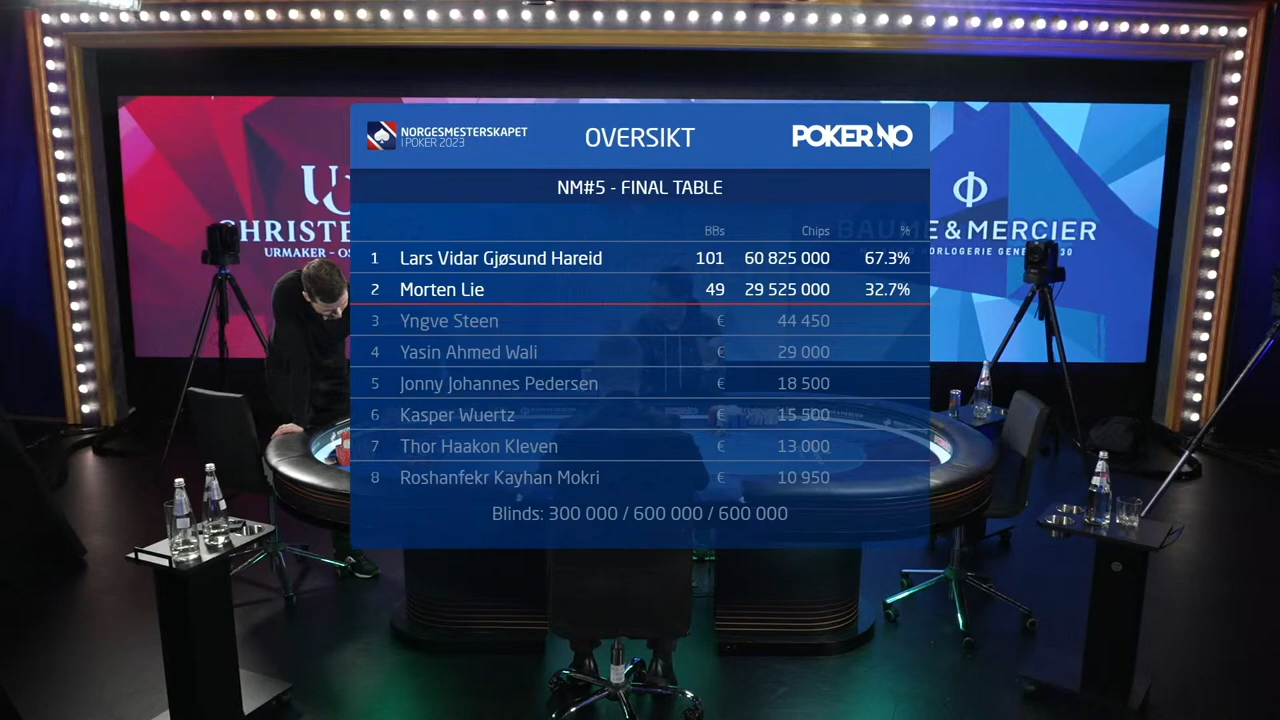 NORGESMESTERSKAPET
I POKER 2023
OVERSIKT
POKER NO
NM#5 - FINAL TABLE
BBs Chips %
1 Lars Vidar Gjøsund Hareid 101 60 825 000 67.3%
2 Morten Lie 49 29 525 000 32.7%
3 Yngve Steen € 44 450
4 Yasin Ahmed Wali € 29 000
5 Jonny Johannes Pedersen € 18 500
6 Kasper Wuertz € 15 500
7 Thor Haakon Kleven € 13 000
8 Roshanfekr Kayhan Mokri € 10 950
Blinds: 300 000 / 600 000 / 600 000
CHRISTE
URMAKER - OS
BAUME & MERCIER